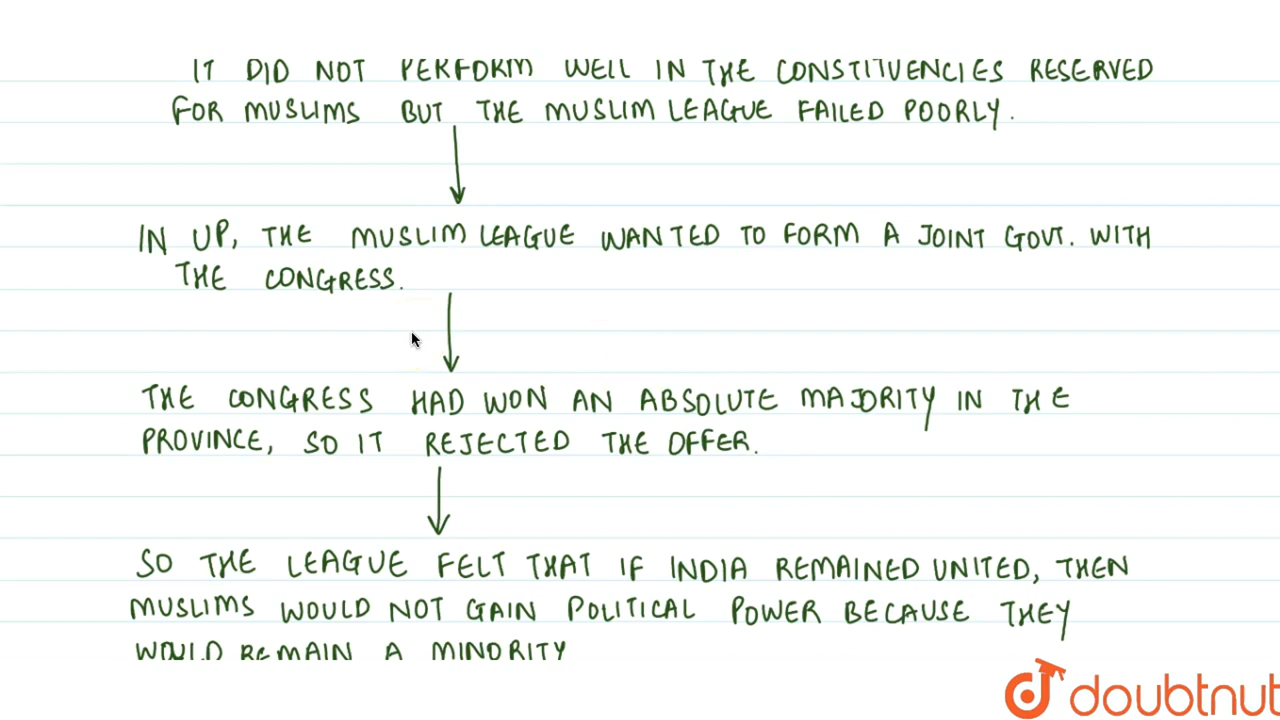 IT DID NOT PERFORM WELL IN THE CONSTITUENCIES RESERVED
FOR MUSLIMS BUT THE MUSLIM LEAGUE FAILED POORLY.
IN UP, THE MUSLIM LEAGUE WANTED TO FORM A JOINT GOVT. WITH
THE CONGRESS.
THE CONGRESS HAD WON AN ABSOLUTE MAJORITY IN THE
PROVINCE, SO IT REJECTED THE OFFER.
SO THE LEAGUE FELT THAT IF INDIA REMAINED UNITED, THEN
MUSLIMS WOULD NOT GAIN POLITICAL POWER BECAUSE THEY
WOULD REMAIN A MINORITY
doubtnut